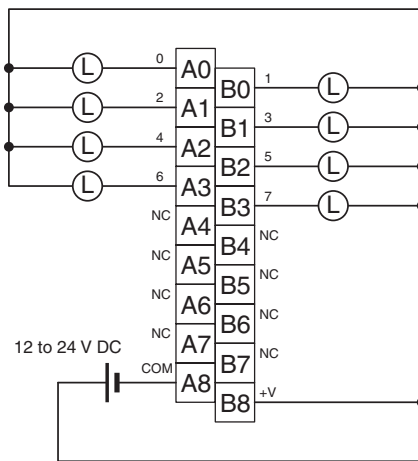 L 0 A0
B0 1 L
L 2 A1
B1 3 L
L 4 A2
B2 5 L
L 6 A3
B3 7 L
NC A4
B4 NC
NC A5
B5 NC
NC A6
B6 NC
NC A7
B7 NC
12 to 24 V DC
COM A8
B8 +V